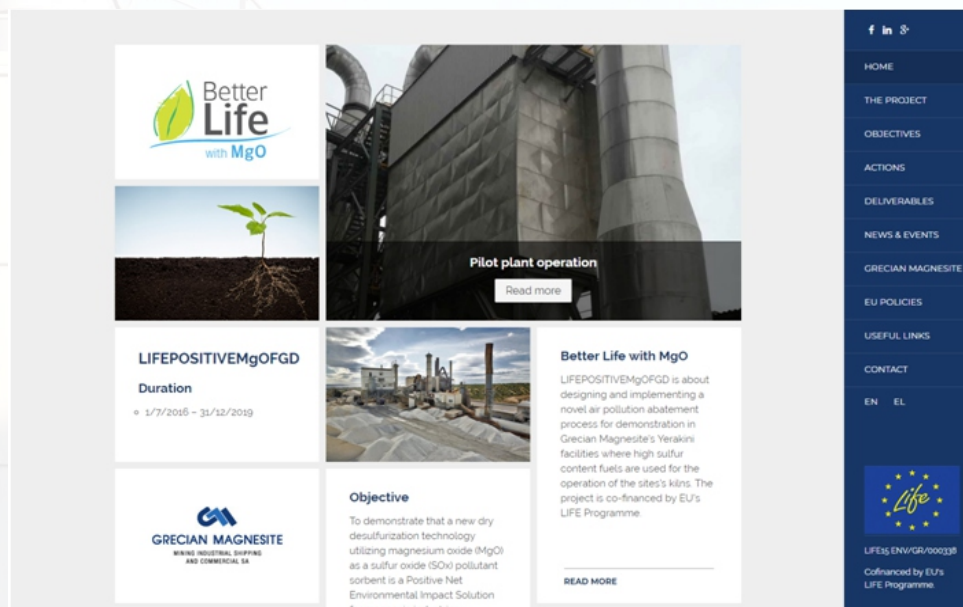 Better
Life
with MgO
Pilot plant operation
Read more
LIFEPOSITIVEMgOFGD
Duration
1/7/2016 – 31/12/2019
Better Life with MgO
LIFEPOSITIVEMgOFGD is about
designing and implementing a
novel air pollution abatement
process for demonstration in
Grecian Magnesite's Yerakini
facilities where high sulfur
content fuels are used for the
operation of the sites's kilns. The
project is co-financed by EU's
LIFE Programme.
READ MORE
GRECIAN MAGNESITE
MINING INDUSTRIAL, SHIPPING
AND COMMERCIAL SA
Objective
To demonstrate that a new dry
desulfurization technology
utilizing magnesium oxide (MgO)
as a sulfur oxide (SOx) pollutant
sorbent is a Positive Net
Environmental Impact Solution
HOME
THE PROJECT
OBJECTIVES
ACTIONS
DELIVERABLES
NEWS & EVENTS
GRECIAN MAGNESITE
EU POLICIES
USEFUL LINKS
CONTACT
EN EL
Life
LIFE15 ENV/GR/000338
Cofinanced by EU's
LIFE Programme.